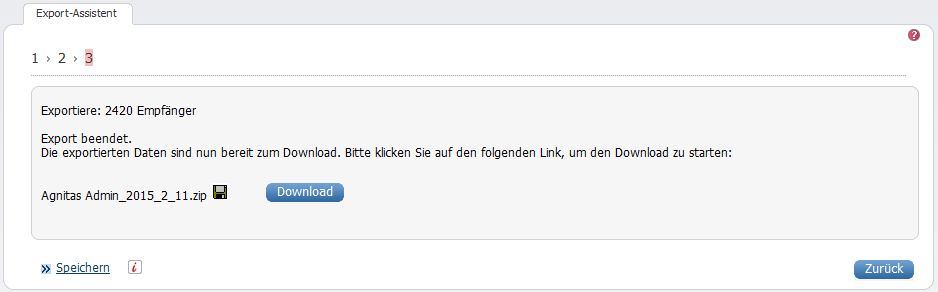 Export-Assistent
?
1 › 2 › 3
Exportiere: 2420 Empfänger
Export beendet.
Die exportierten Daten sind nun bereit zum Download. Bitte klicken Sie auf den folgenden Link, um den Download zu starten:
Agnitas Admin_2015_2_11.zip Download
» Speichern i Zurück